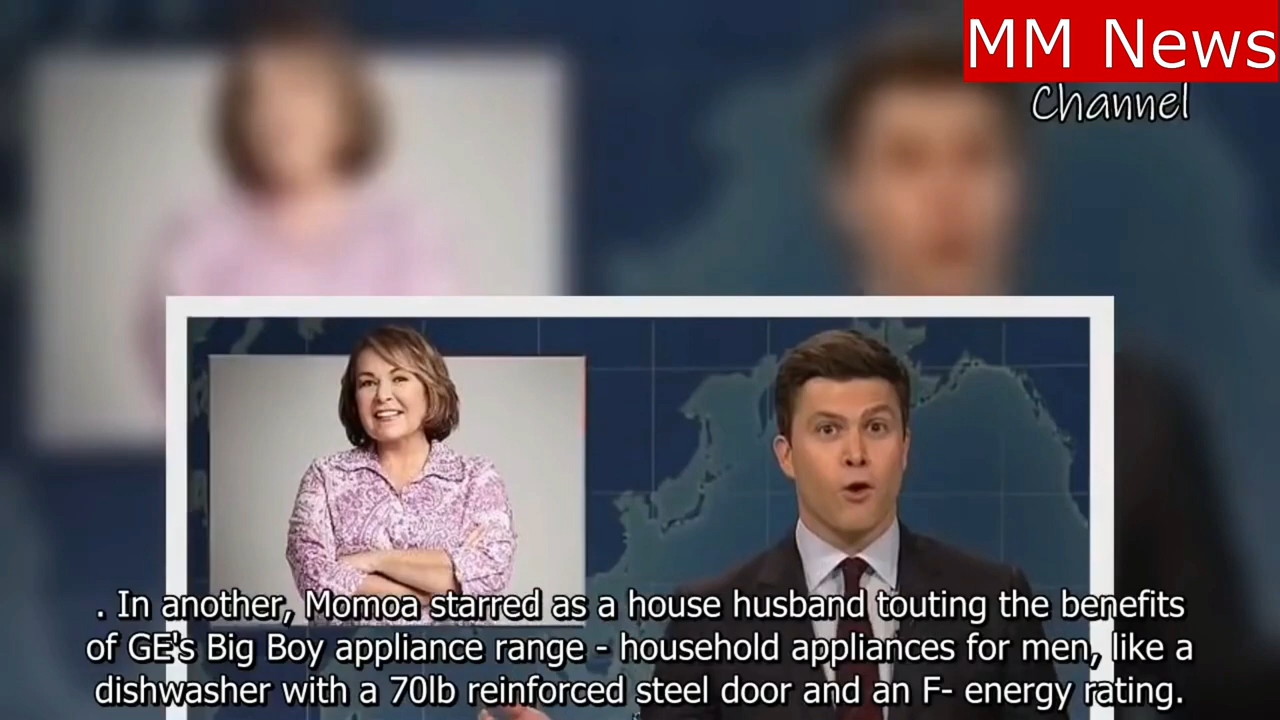 MM News
Channel
. In another, Momoa starred as a house husband touting the benefits
of GE's Big Boy appliance range - household appliances for men, like a
dishwasher with a 70lb reinforced steel door and an F- energy rating.